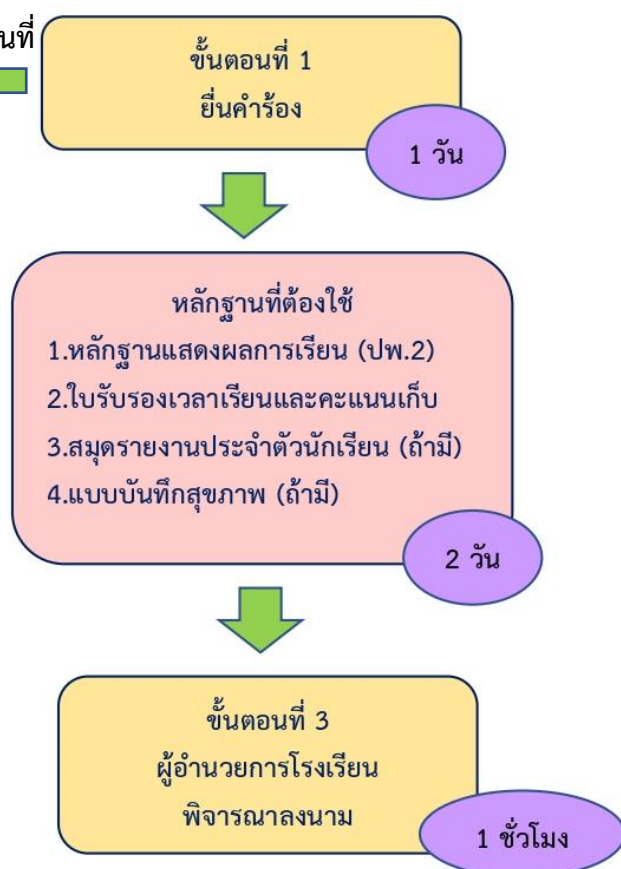 นที่
ขั้นตอนที่ 1
ยื่นคำร้อง
1 วัน
หลักฐานที่ต้องใช้
1.หลักฐานแสดงผลการเรียน (ปพ.2)
2.ใบรับรองเวลาเรียนและคะแนนเก็บ
3.สมุดรายงานประจำตัวนักเรียน (ถ้ามี)
4.แบบบันทึกสุขภาพ (ถ้ามี)
2 วัน
ขั้นตอนที่ 3
ผู้อำนวยการโรงเรียน
พิจารณาลงนาม
1 ชั่วโมง